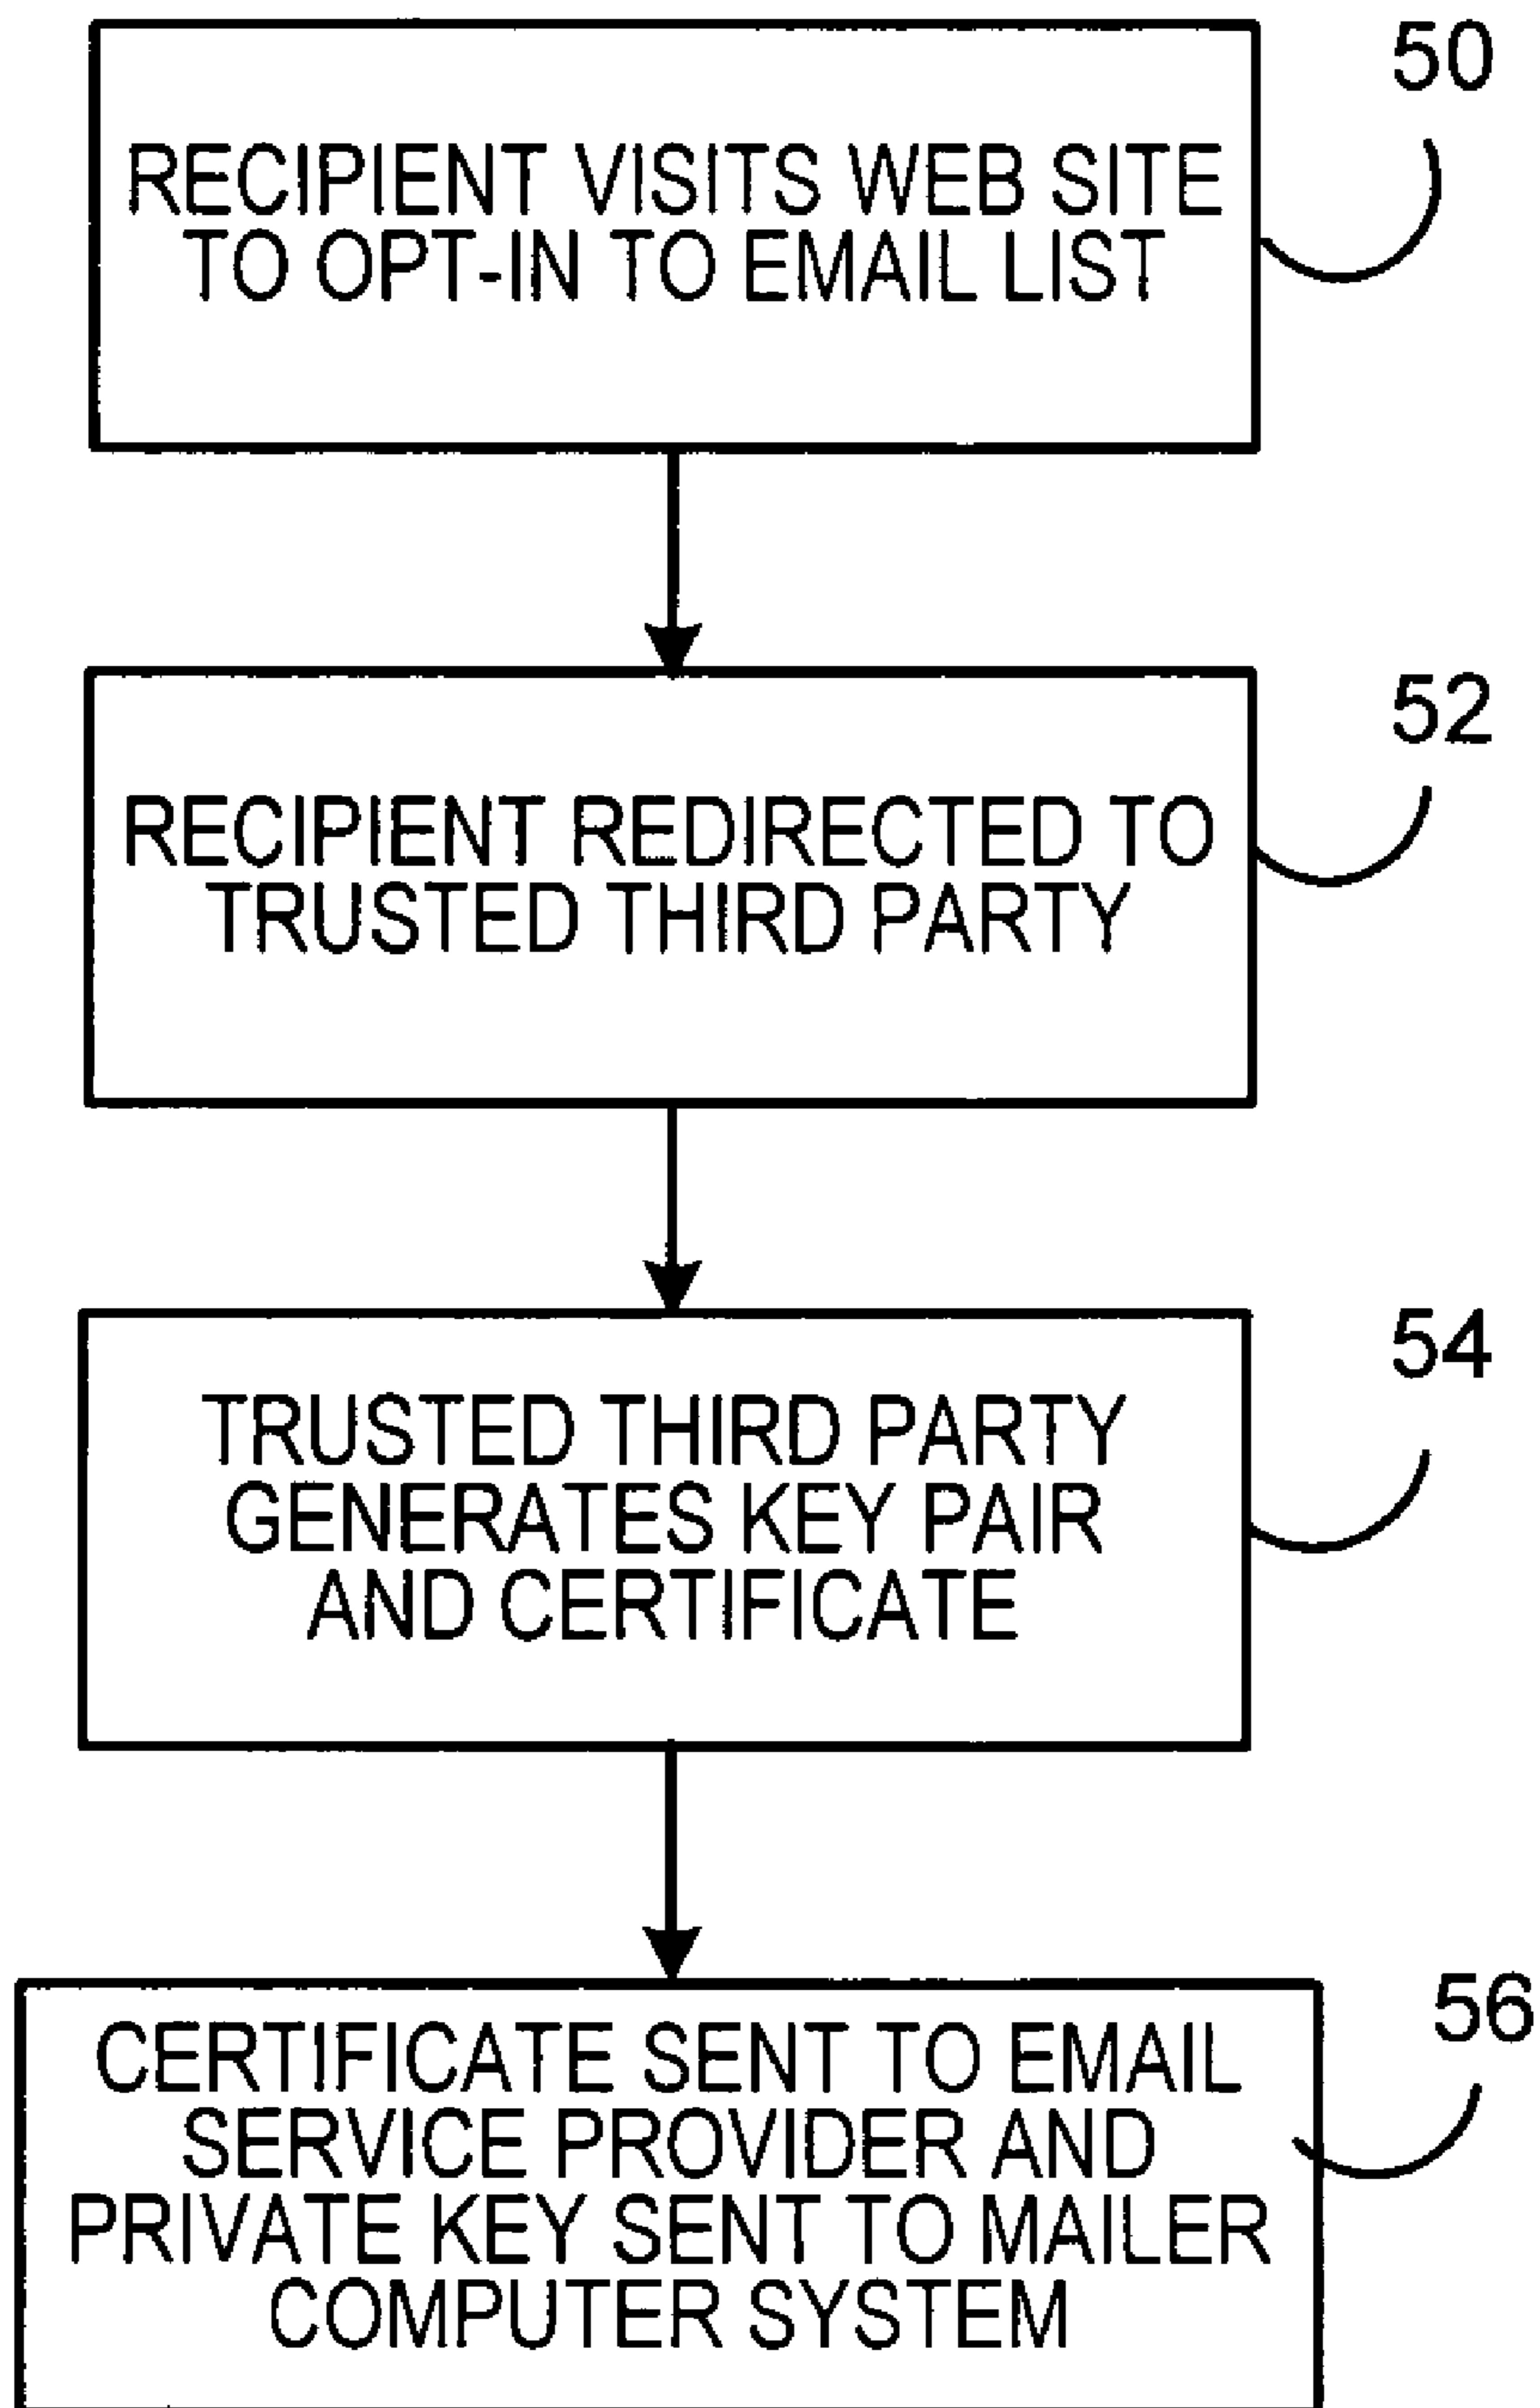 50
RECIPIENT VISITS WEB SITE
TO OPT-IN TO EMAIL LIST
52
RECIPIENT REDIRECTED TO
TRUSTED THIRD PARTY
54
TRUSTED THIRD PARTY
GENERATES KEY PAIR
AND CERTIFICATE
56
CERTIFICATE SENT TO EMAIL
SERVICE PROVIDER AND
PRIVATE KEY SENT TO MAILER
COMPUTER SYSTEM